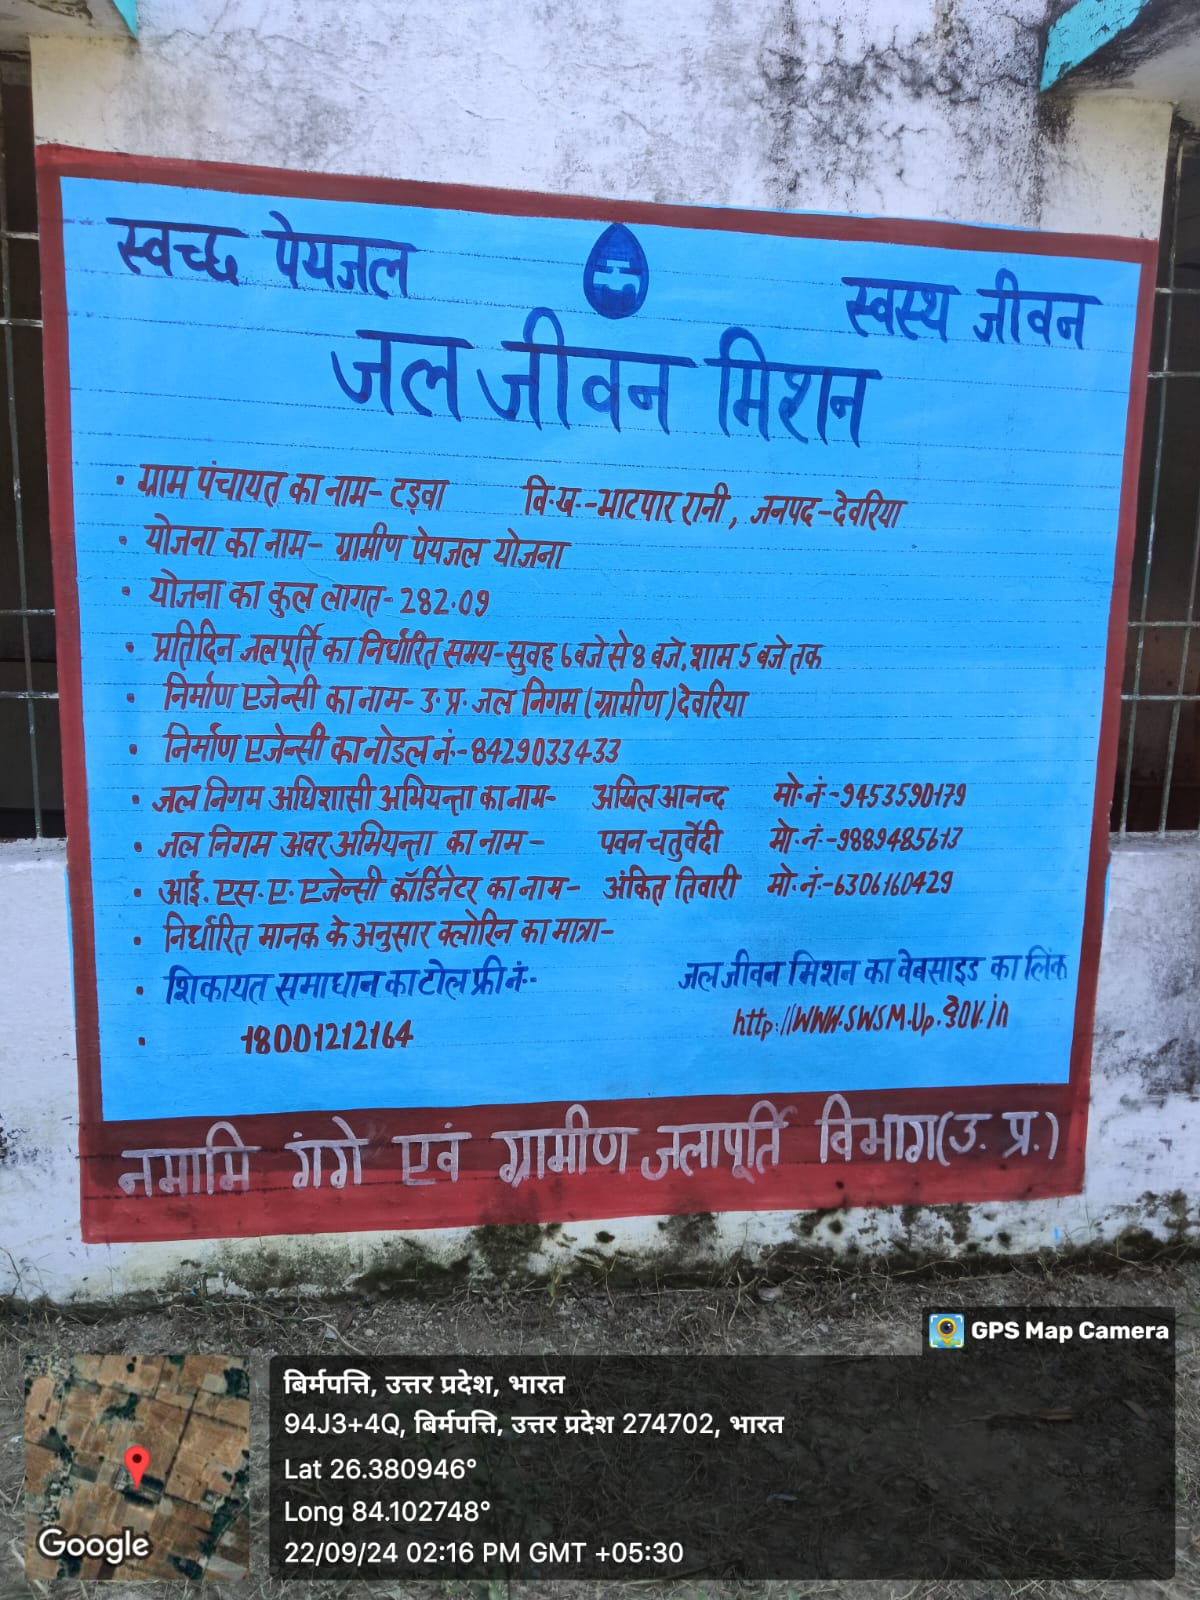 स्वच्छ पेयजल
स्वस्थ जीवन
जल जीवन मिशन
• ग्राम पंचायत का नाम- टड़वा वि.ख.-भाटपार रानी, जनपद-देवरिया
• योजना का नाम- ग्रामीण पेयजल योजना
• योजना का कुल लागत- 282.09
• प्रतिदिन जलपूर्ति का निर्धारित समय-सुवह 6 बजे से 8 बजे, शाम 5 बजे तक
• निर्माण एजेन्सी का नाम- उ.प्र. जल निगम (ग्रामीण) देवरिया
• निर्माण एजेन्सी का नोडल नं.- 8429033433
• जल निगम अधिशासी अभियन्ता का नाम- अखिल आनन्द मो.नं.-9453590179
• जल निगम अवर अभियन्ता का नाम- पवन चतुर्वेदी मो.नं.-9889485613
• आई.एस.ए. एजेन्सी कॉर्डिनेटर का नाम- अंकित तिवारी मो.नं.-6306160429
• निर्धारित मानक के अनुसार क्लोरिन का मात्रा-
• शिकायत समाधान का टोल फ्री नं.- जल जीवन मिशन का वेबसाइड का लिंक
• 18001212164 http://www.swsm.up.gov.in
नमामि गंगे एवं ग्रामीण जलापूर्ति विभाग (उ. प्र.)
GPS Map Camera
बिर्मपत्ति, उत्तर प्रदेश, भारत
94J3+4Q, बिर्मपत्ति, उत्तर प्रदेश 274702, भारत
Lat 26.380946°
Long 84.102748°
22/09/24 02:16 PM GMT +05:30
Google